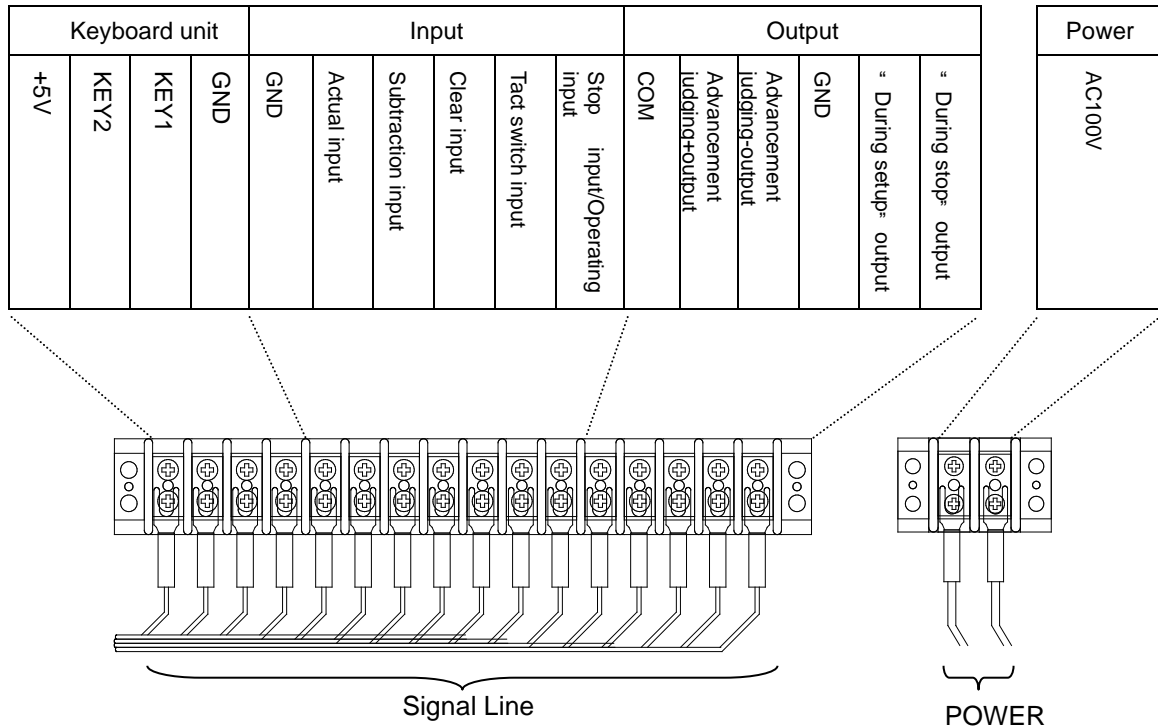 Keyboard unit
Input
Output
Power
+5V
KEY2
KEY1
GND
GND
Actual input
Subtraction input
Clear input
Tact switch input
Stop input/Operating
input
COM
Advancement
judging+output
Advancement
judging-output
GND
“ During setup” output
“ During stop” output
AC100V
Signal Line
POWER